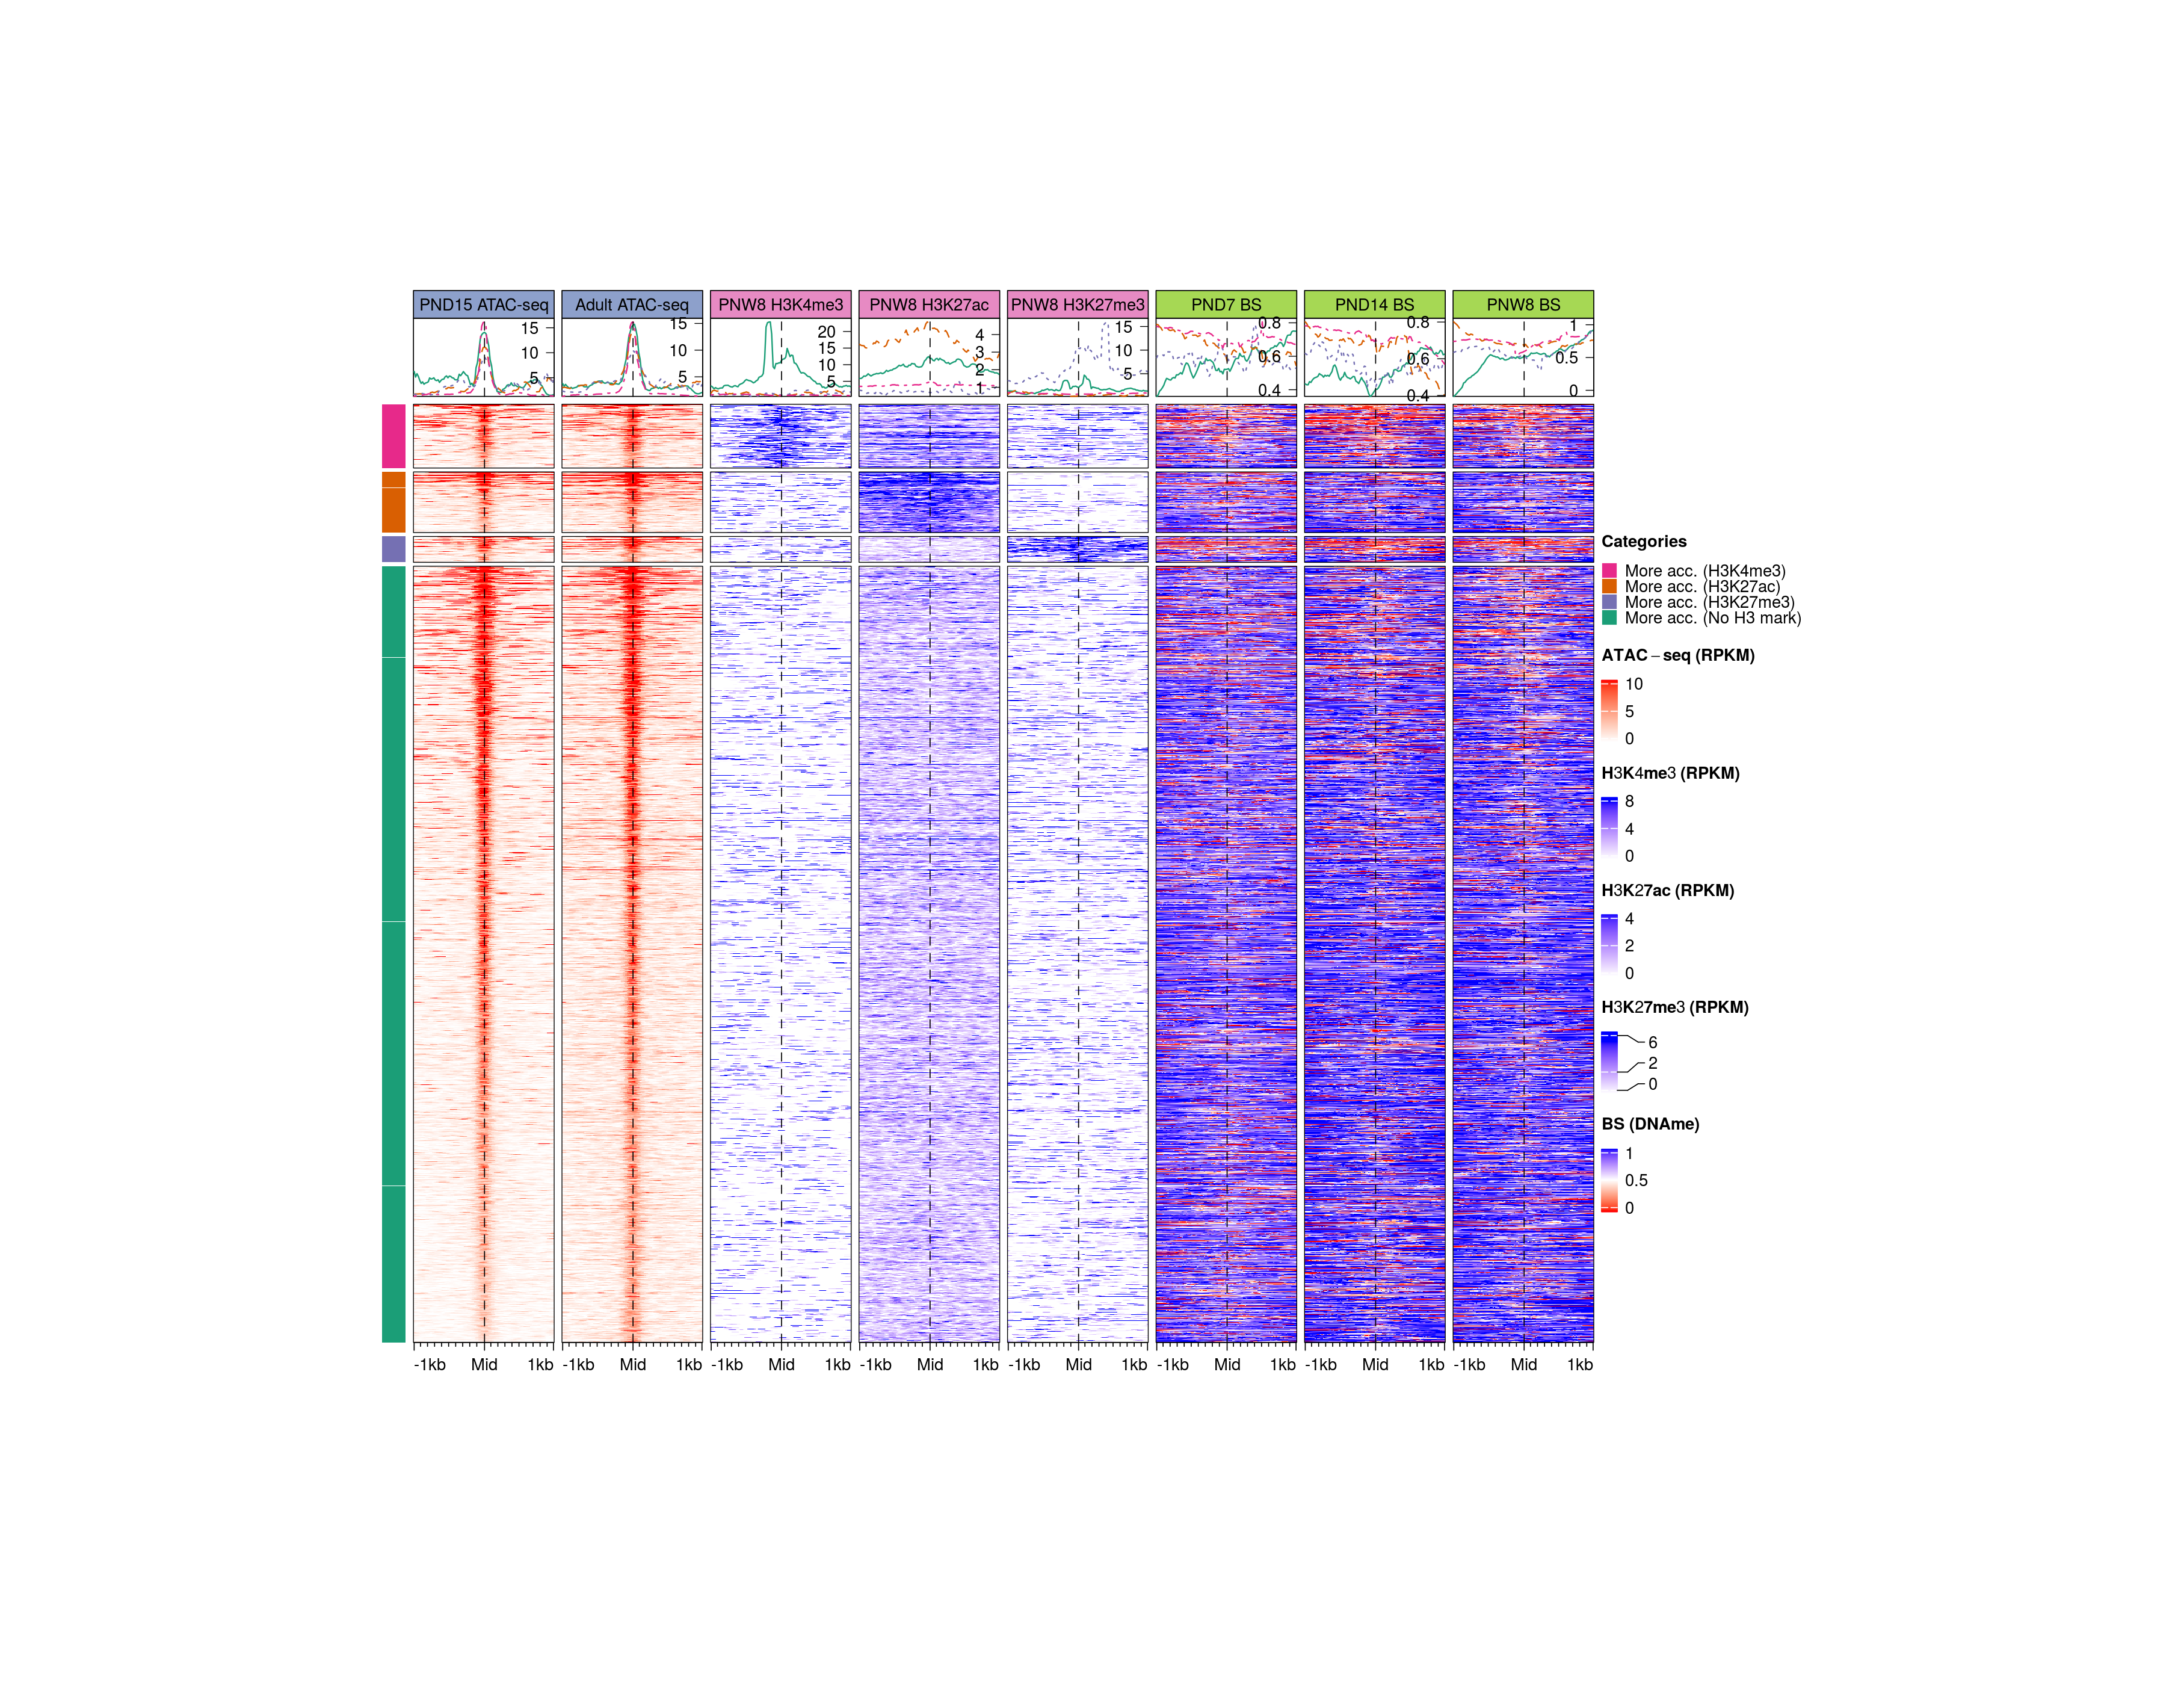 PND15 ATAC-seq
Adult ATAC-seq
PNW8 H3K4me3
PNW8 H3K27ac
PNW8 H3K27me3
PND7 BS
PND14 BS
PNW8 BS
15
10
5
15
10
5
20
15
10
5
4
3
2
1
15
10
5
0.8
0.6
0.4
0.8
0.6
0.4
1
0.5
0
Categories
More acc. (H3K4me3)
More acc. (H3K27ac)
More acc. (H3K27me3)
More acc. (No H3 mark)
ATAC−seq (RPKM)
10
5
0
H3K4me3 (RPKM)
8
4
0
H3K27ac (RPKM)
4
2
0
H3K27me3 (RPKM)
6
2
0
BS (DNAme)
1
0.5
0
-1kb Mid 1kb
-1kb Mid 1kb
-1kb Mid 1kb
-1kb Mid 1kb
-1kb Mid 1kb
-1kb Mid 1kb
-1kb Mid 1kb
-1kb Mid 1kb